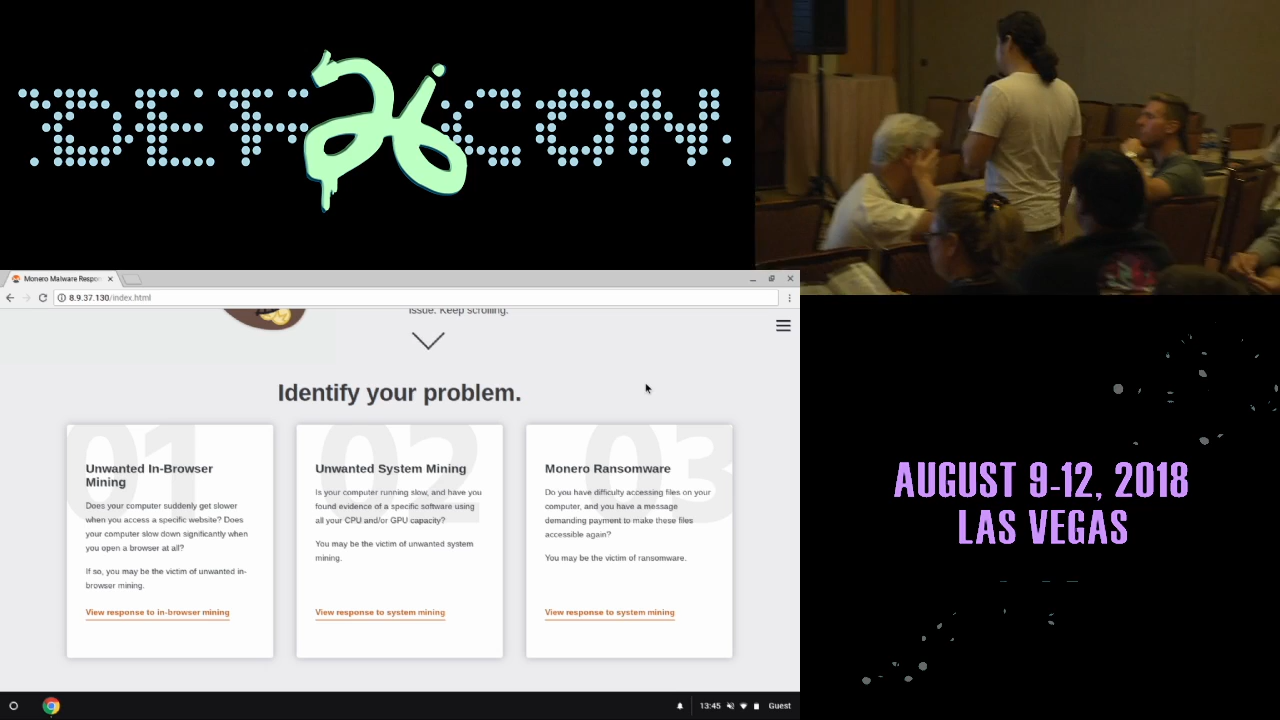 DEF 26 CON
Monero Malware Respon
8.9.37.130/index.html
issue. Keep scrolling.
Identify your problem.
01
Unwanted In-Browser
Mining
Does your computer suddenly get slower
when you access a specific website? Does
your computer slow down significantly when
you open a browser at all?
If so, you may be the victim of unwanted in-
browser mining.
View response to in-browser mining
02
Unwanted System Mining
Is your computer running slow, and have you
found evidence of a specific software using
all your CPU and/or GPU capacity?
You may be the victim of unwanted system
mining.
View response to system mining
03
Monero Ransomware
Do you have difficulty accessing files on your
computer, and you have a message
demanding payment to make these files
accessible again?
You may be the victim of ransomware.
View response to system mining
13:45
Guest
AUGUST 9-12, 2018
LAS VEGAS